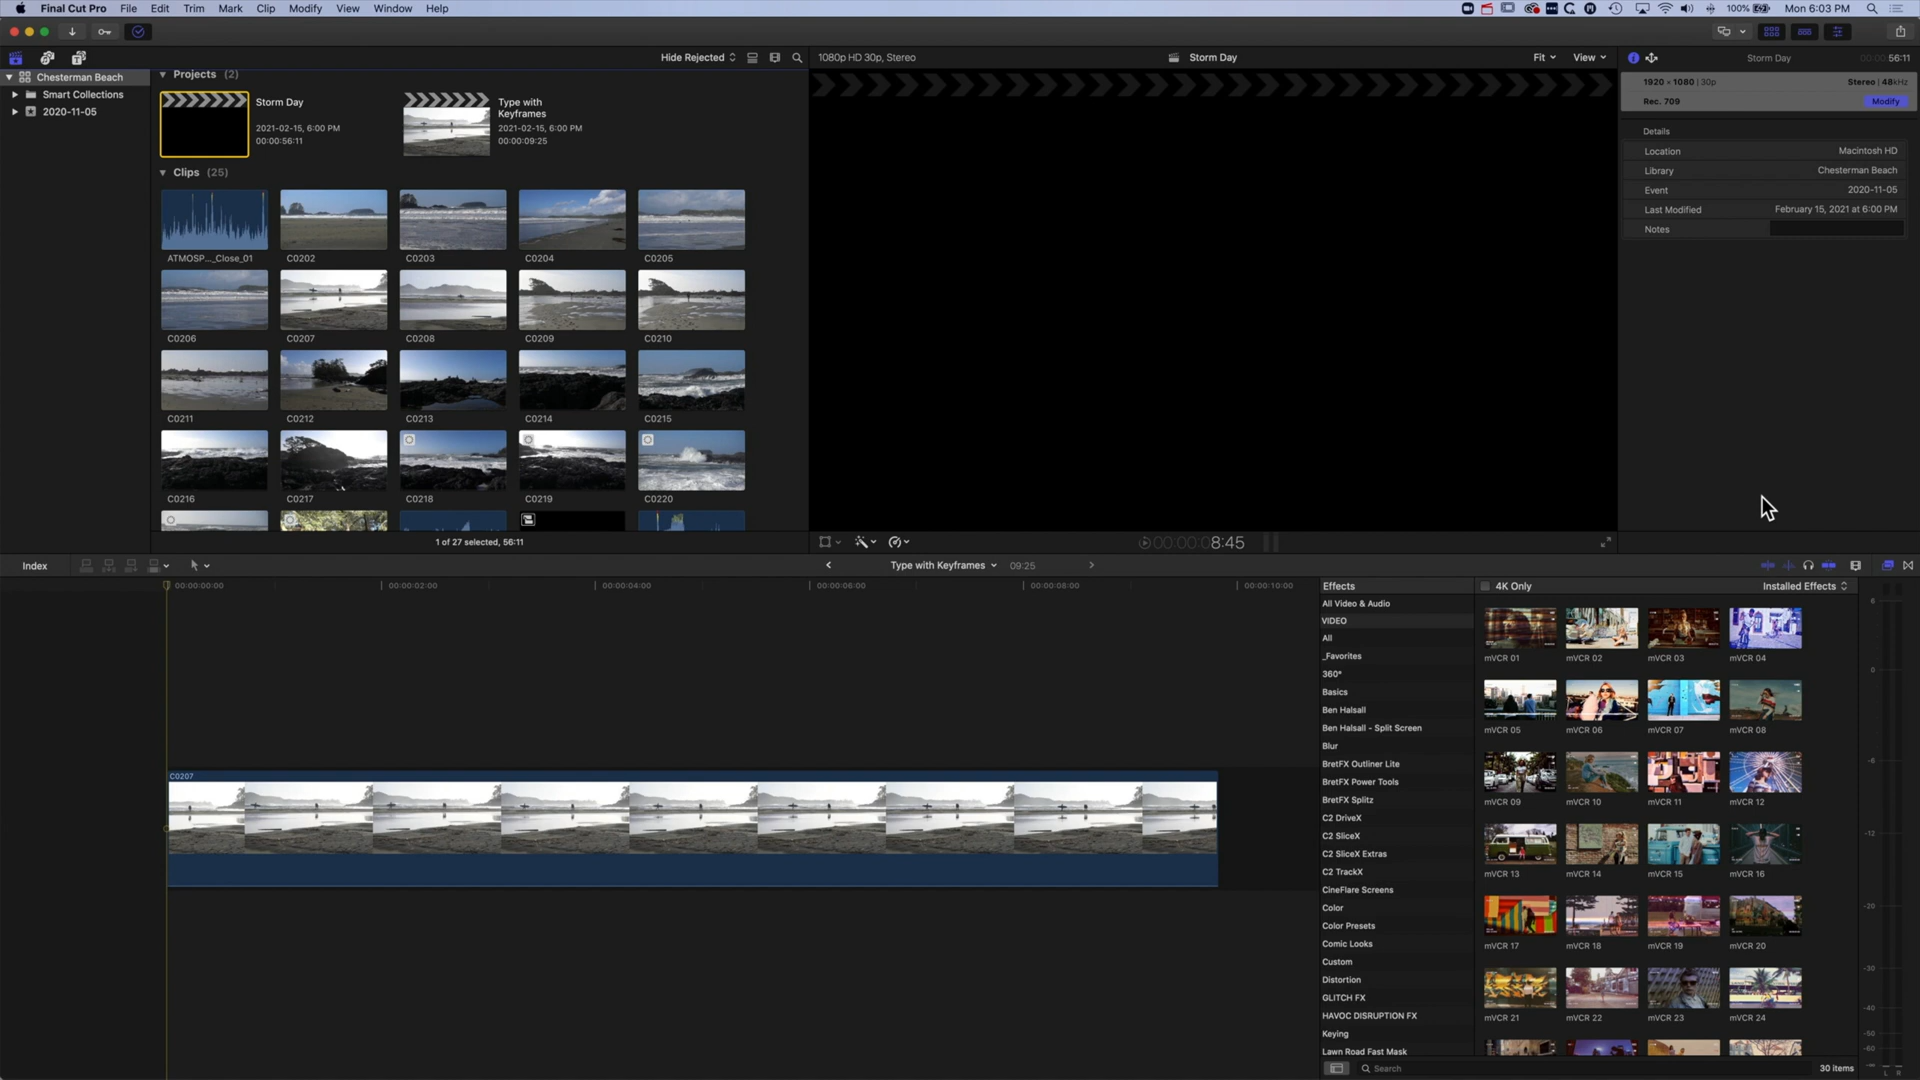 Final Cut Pro File Edit Trim Mark Clip Modify View Window Help
100% Mon 6:03 PM
Hide Rejected
1080p HD 30p, Stereo
Storm Day
Fit
View
Storm Day
56:11
Chesterman Beach
Smart Collections
2020-11-05
Projects (2)
Storm Day
2021-02-15, 6:00 PM
00:00:56:11
Type with
Keyframes
2021-02-15, 6:00 PM
00:00:09:25
Clips (25)
ATMOSP..._Close_01
C0202
C0203
C0204
C0205
C0206
C0207
C0208
C0209
C0210
C0211
C0212
C0213
C0214
C0215
C0216
C0217
C0218
C0219
C0220
1 of 27 selected, 56:11
00:00:00:08:45
1920 × 1080 | 30p
Stereo | 48kHz
Rec. 709
Modify
Details
Location Macintosh HD
Library Chesterman Beach
Event 2020-11-05
Last Modified February 15, 2021 at 6:00 PM
Notes
Index
Type with Keyframes
09:25
00:00:00:00
00:00:02:00
00:00:04:00
00:00:06:00
00:00:08:00
00:00:10:00
C0207
Effects
4K Only
Installed Effects
All Video & Audio
VIDEO
All
_Favorites
360°
Basics
Ben Halsall
Ben Halsall - Split Screen
Blur
BretFX Outliner Lite
BretFX Power Tools
BretFX Splitz
C2 DriveX
C2 SliceX
C2 SliceX Extras
C2 TrackX
CineFlare Screens
Color
Color Presets
Comic Looks
Custom
Distortion
GLITCH FX
HAVOC DISRUPTION FX
Keying
Lawn Road Fast Mask
mVCR 01
mVCR 02
mVCR 03
mVCR 04
mVCR 05
mVCR 06
mVCR 07
mVCR 08
mVCR 09
mVCR 10
mVCR 11
mVCR 12
mVCR 13
mVCR 14
mVCR 15
mVCR 16
mVCR 17
mVCR 18
mVCR 19
mVCR 20
mVCR 21
mVCR 22
mVCR 23
mVCR 24
Search
30 items
6
0
-6
-12
-20
-30
-40
-50
-60
L R